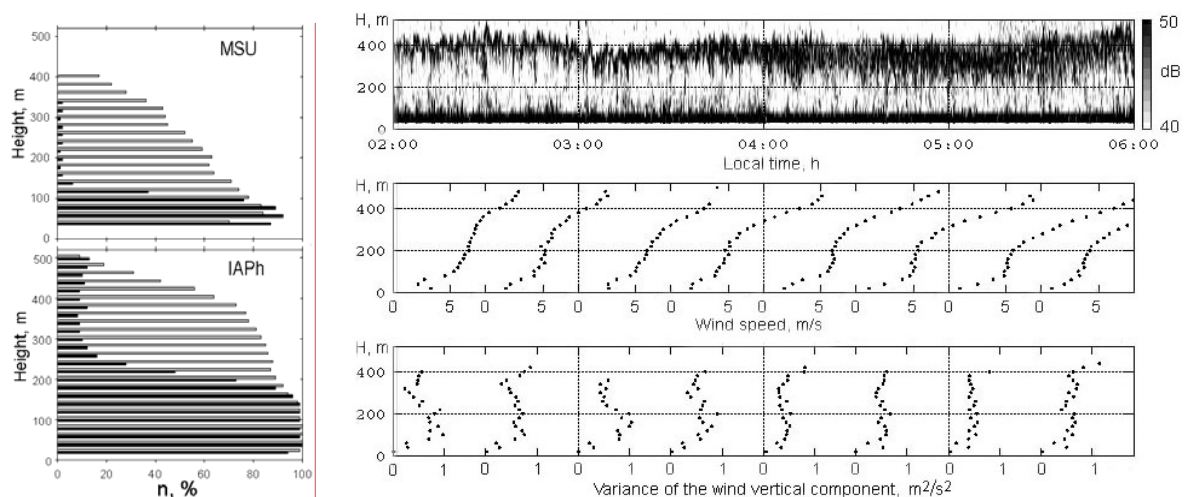 MSU
500
400
300
200
100
0
Height, m
IAPh
500
400
300
200
100
0
Height, m
0 20 40 60 80 100
n, %
H, m
400
200
0
50
dB
40
02:00 03:00 04:00 05:00 06:00
Local time, h
H, m
400
200
0
5 0 5 0 5 0 5 0 5 0 5 0 5 0 5
Wind speed, m/s
H, m
400
200
0
0 1 0 1 0 1 0 1 0 1 0 1 0 1 0 1
Variance of the wind vertical component, m2/s2